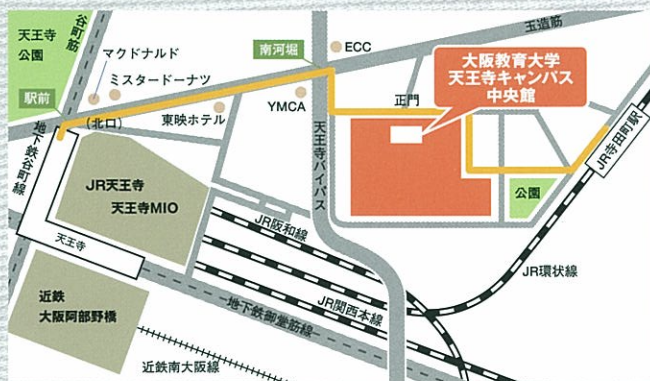 谷町筋
天王寺
公園
マクドナルド
ミスタードーナツ
駅前
(北口)
東映ホテル
YMCA
南河堀
ECC
玉造筋
大阪教育大学
天王寺キャンパス
中央館
正門
公園
JR寺田町駅
地下鉄谷町線
天王寺バイパス
JR天王寺
天王寺MIO
天王寺
近鉄
大阪阿部野橋
JR阪和線
JR関西本線
JR環状線
地下鉄御堂筋線
近鉄南大阪線